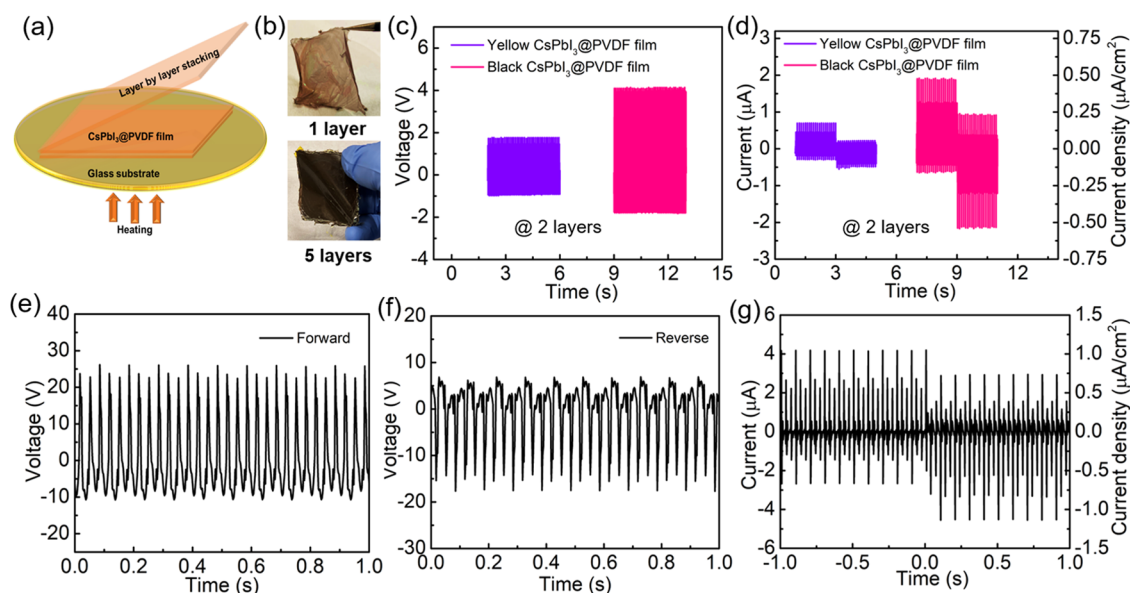 (a)
Layer by layer stacking
CsPbI₃@PVDF film
Glass substrate
Heating
(b)
1 layer
5 layers
(c)
Voltage (V)
6
4
2
0
-2
-4
Yellow CsPbI₃@PVDF film
Black CsPbI₃@PVDF film
@ 2 layers
0 3 6 9 12 15
Time (s)
(d)
Current (μA)
3
2
1
0
-1
-2
-3
Yellow CsPbI₃@PVDF film
Black CsPbI₃@PVDF film
@ 2 layers
0 3 6 9 12
Time (s)
0.75
0.50
0.25
0.00
-0.25
-0.50
-0.75
Current density (μA/cm²)
(e)
Voltage (V)
40
30
20
10
0
-10
-20
Forward
0.0 0.2 0.4 0.6 0.8 1.0
Time (s)
(f)
Voltage (V)
30
20
10
0
-10
-20
-30
Reverse
0.0 0.2 0.4 0.6 0.8 1.0
Time (s)
(g)
Current (μA)
6
4
2
0
-2
-4
-6
-1.0 -0.5 0.0 0.5 1.0
Time (s)
1.5
1.0
0.5
0.0
-0.5
-1.0
-1.5
Current density (μA/cm²)